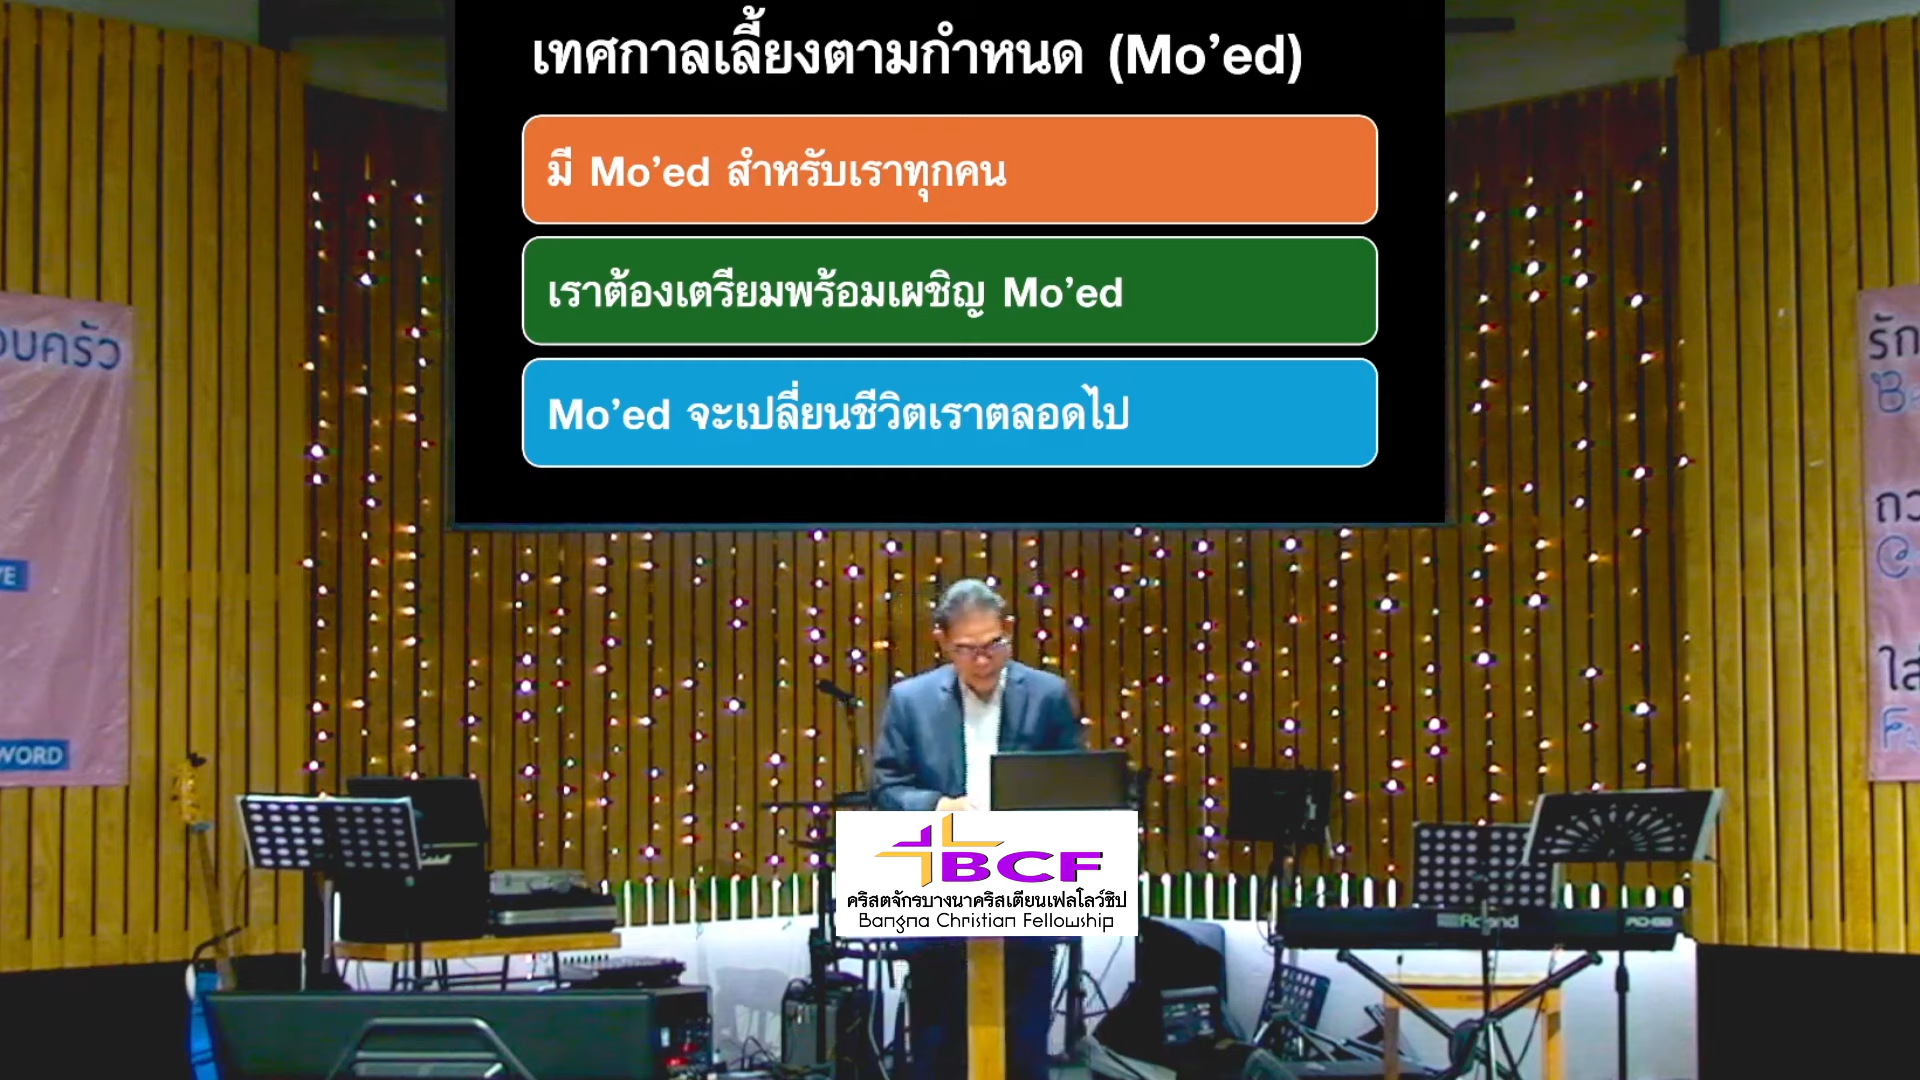 เทศกาลเลี้ยงตามกำหนด (Mo’ed)
มี Mo’ed สำหรับเราทุกคน
เราต้องเตรียมพร้อมเผชิญ Mo’ed
Mo’ed จะเปลี่ยนชีวิตเราตลอดไป
รัก
WORD
BCF
คริสตจักรบางนาคริสเตียนเฟลโลว์ชิป
Bangna Christian Fellowship
Roland